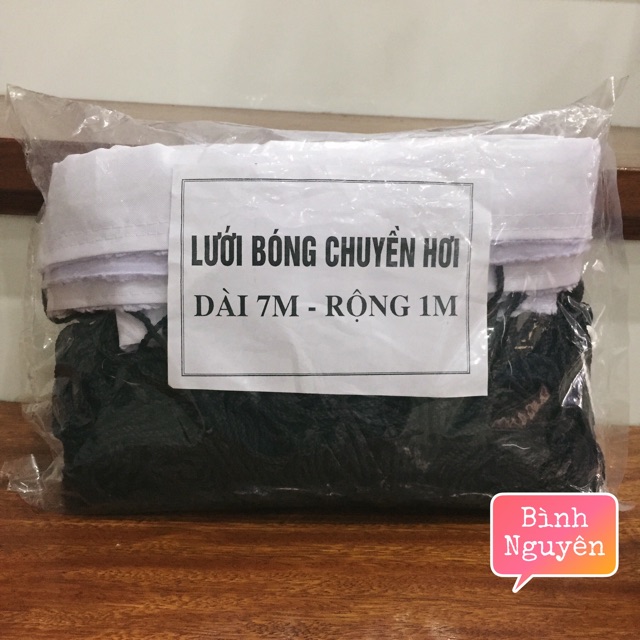 LƯỚI BÓNG CHUYỀN HƠI
DÀI 7M - RỘNG 1M
Bình
Nguyên